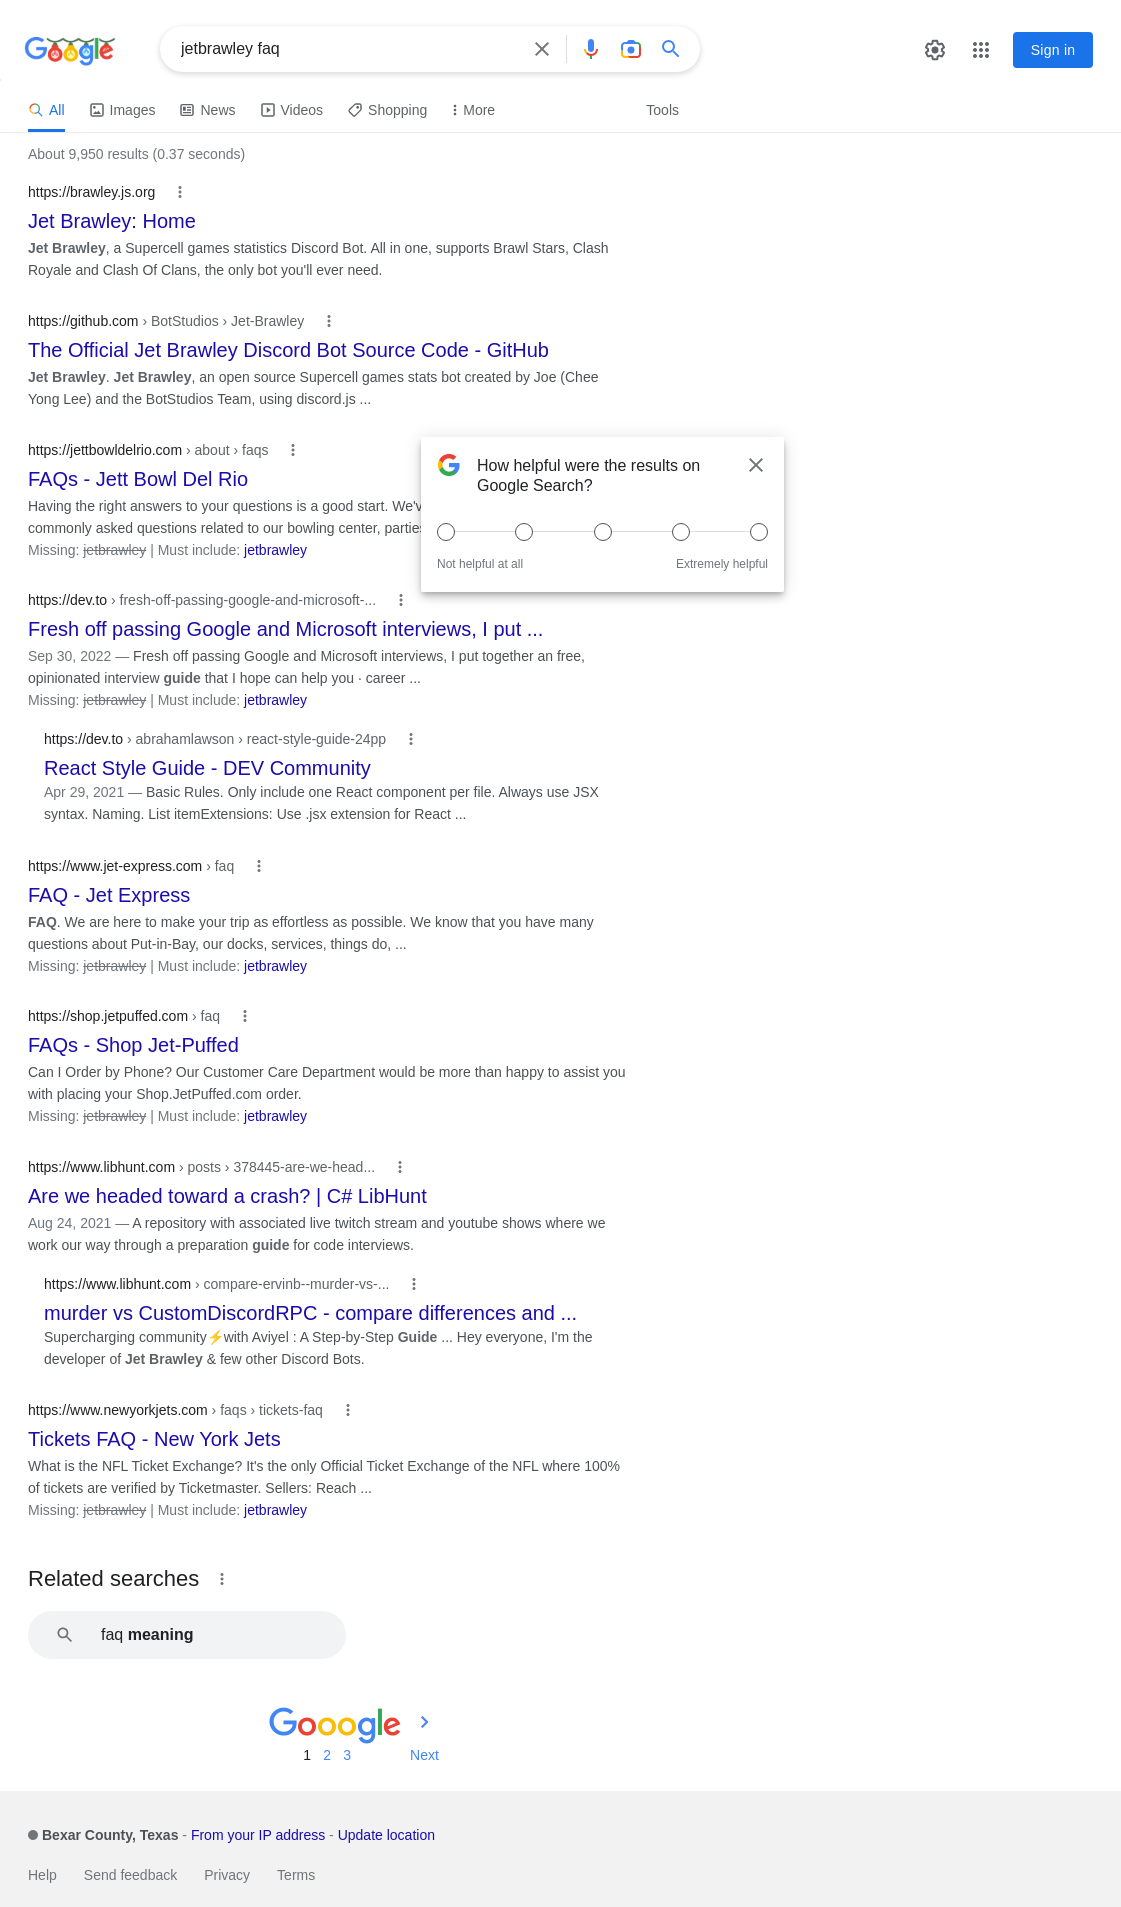 Google
jetbrawley faq
Sign in
All Images News Videos Shopping More Tools
About 9,950 results (0.37 seconds)
https://brawley.js.org
Jet Brawley: Home
Jet Brawley, a Supercell games statistics Discord Bot. All in one, supports Brawl Stars, Clash
Royale and Clash Of Clans, the only bot you'll ever need.
https://github.com › BotStudios › Jet-Brawley
The Official Jet Brawley Discord Bot Source Code - GitHub
Jet Brawley. Jet Brawley, an open source Supercell games stats bot created by Joe (Chee
Yong Lee) and the BotStudios Team, using discord.js ...
https://jettbowldelrio.com › about › faqs
FAQs - Jett Bowl Del Rio
Having the right answers to your questions is a good start. We'v
commonly asked questions related to our bowling center, parties
Missing: jetbrawley | Must include: jetbrawley
How helpful were the results on
Google Search?
Not helpful at all Extremely helpful
https://dev.to › fresh-off-passing-google-and-microsoft-...
Fresh off passing Google and Microsoft interviews, I put ...
Sep 30, 2022 — Fresh off passing Google and Microsoft interviews, I put together an free,
opinionated interview guide that I hope can help you · career ...
Missing: jetbrawley | Must include: jetbrawley
https://dev.to › abrahamlawson › react-style-guide-24pp
React Style Guide - DEV Community
Apr 29, 2021 — Basic Rules. Only include one React component per file. Always use JSX
syntax. Naming. List itemExtensions: Use .jsx extension for React ...
https://www.jet-express.com › faq
FAQ - Jet Express
FAQ. We are here to make your trip as effortless as possible. We know that you have many
questions about Put-in-Bay, our docks, services, things do, ...
Missing: jetbrawley | Must include: jetbrawley
https://shop.jetpuffed.com › faq
FAQs - Shop Jet-Puffed
Can I Order by Phone? Our Customer Care Department would be more than happy to assist you
with placing your Shop.JetPuffed.com order.
Missing: jetbrawley | Must include: jetbrawley
https://www.libhunt.com › posts › 378445-are-we-head...
Are we headed toward a crash? | C# LibHunt
Aug 24, 2021 — A repository with associated live twitch stream and youtube shows where we
work our way through a preparation guide for code interviews.
https://www.libhunt.com › compare-ervinb--murder-vs-...
murder vs CustomDiscordRPC - compare differences and ...
Supercharging community⚡with Aviyel : A Step-by-Step Guide ... Hey everyone, I'm the
developer of Jet Brawley & few other Discord Bots.
https://www.newyorkjets.com › faqs › tickets-faq
Tickets FAQ - New York Jets
What is the NFL Ticket Exchange? It's the only Official Ticket Exchange of the NFL where 100%
of tickets are verified by Ticketmaster. Sellers: Reach ...
Missing: jetbrawley | Must include: jetbrawley
Related searches
faq meaning
Gooogle
1 2 3 Next
Bexar County, Texas - From your IP address - Update location
Help Send feedback Privacy Terms